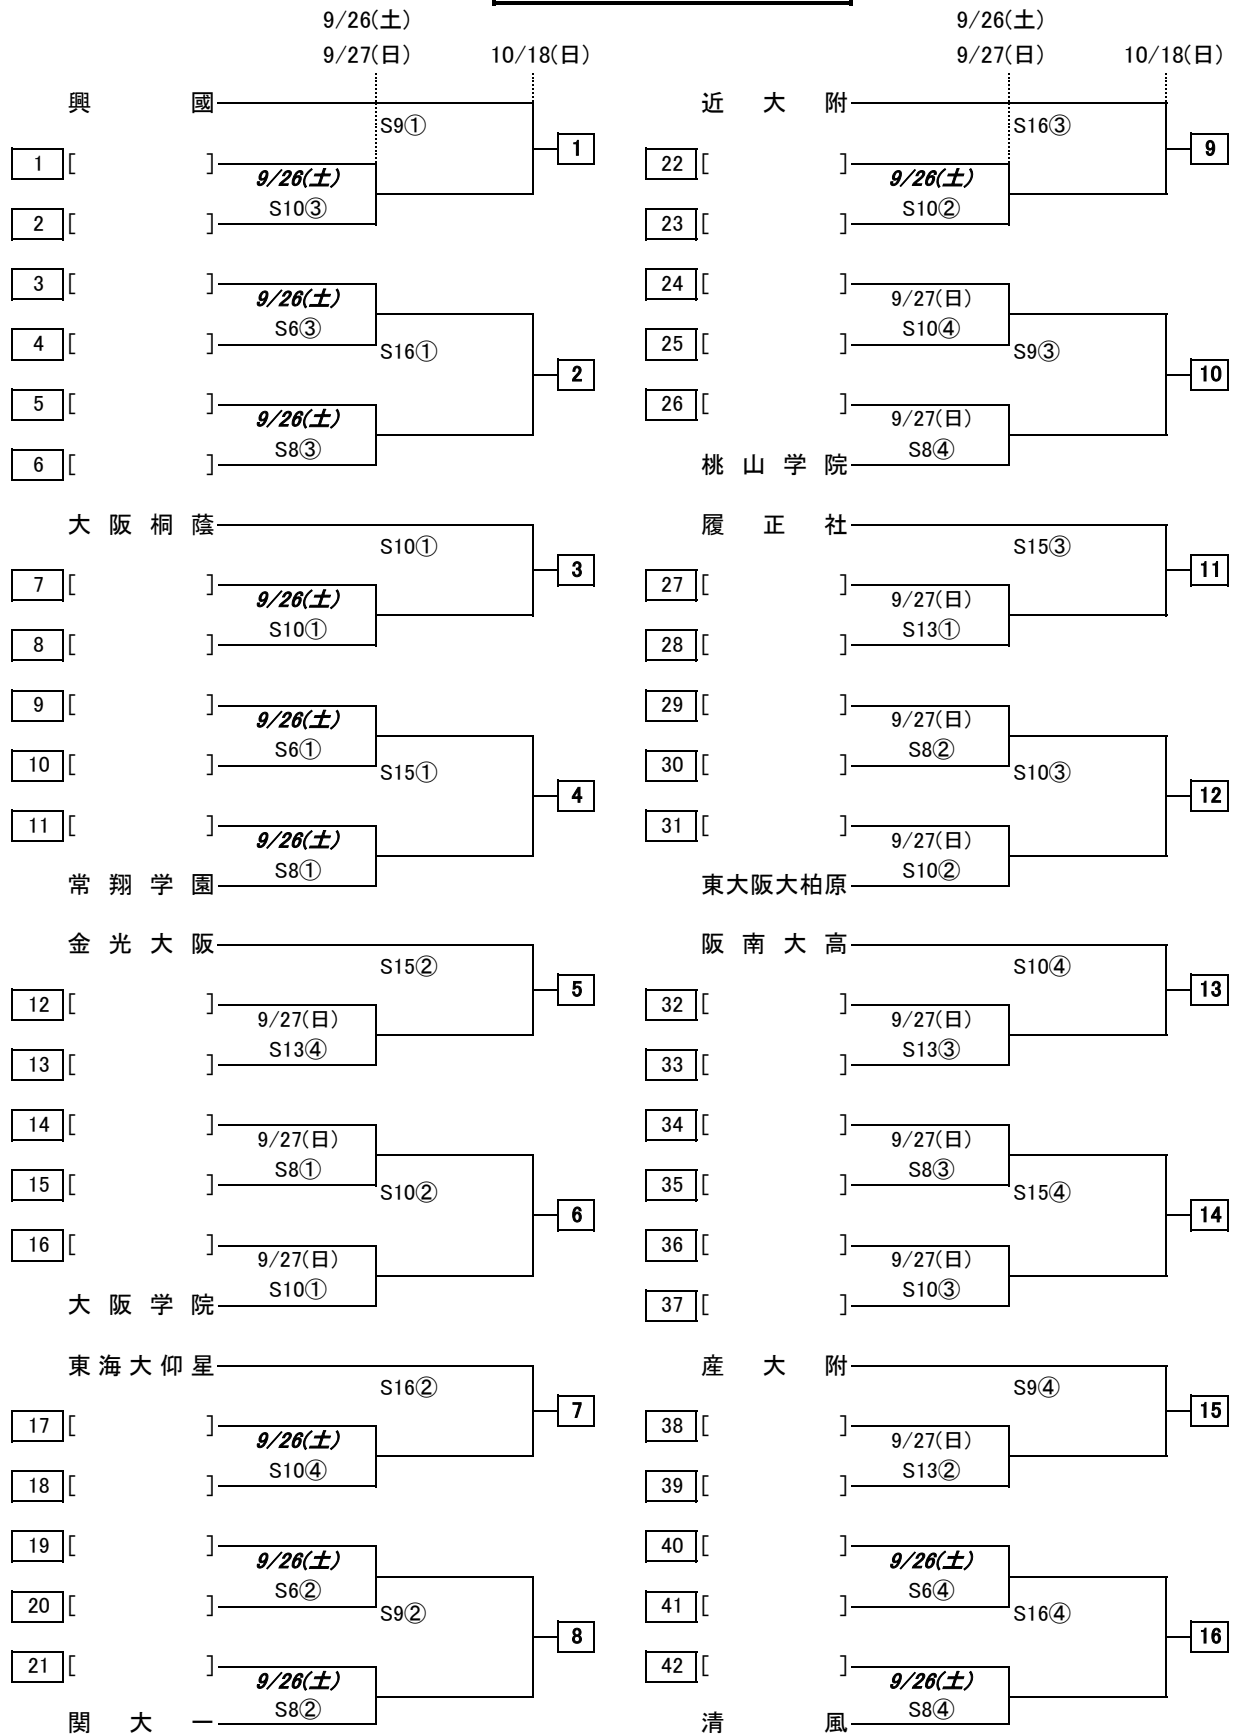 9/26(土)
9/27(日) 10/18(日)
興國
S9①
1
1 [ ]
9/26(土)
S10③
2 [ ]
3 [ ]
9/26(土)
S6③
4 [ ]
S16①
2
5 [ ]
9/26(土)
S8③
6 [ ]
大阪桐蔭
S10①
3
7 [ ]
9/26(土)
S10①
8 [ ]
9 [ ]
9/26(土)
S6①
10 [ ]
S15①
4
11 [ ]
9/26(土)
S8①
常翔学園
金光大阪
S15②
5
12 [ ]
9/27(日)
S13④
13 [ ]
14 [ ]
9/27(日)
S8①
15 [ ]
S10②
6
16 [ ]
9/27(日)
S10①
大阪学院
東海大仰星
S16②
7
17 [ ]
9/26(土)
S10④
18 [ ]
19 [ ]
9/26(土)
S6②
20 [ ]
S9②
8
21 [ ]
9/26(土)
S8②
関大一
9/26(土)
9/27(日) 10/18(日)
近大附
S16③
9
22 [ ]
9/26(土)
S10②
23 [ ]
24 [ ]
9/27(日)
S10④
25 [ ]
S9③
10
26 [ ]
9/27(日)
S8④
桃山学院
履正社
S15③
11
27 [ ]
9/27(日)
S13①
28 [ ]
29 [ ]
9/27(日)
S8②
30 [ ]
S10③
12
31 [ ]
9/27(日)
S10②
東大阪大柏原
阪南大高
S10④
13
32 [ ]
9/27(日)
S13③
33 [ ]
34 [ ]
9/27(日)
S8③
35 [ ]
S15④
14
36 [ ]
9/27(日)
S10③
37 [ ]
産大附
S9④
15
38 [ ]
9/27(日)
S13②
39 [ ]
40 [ ]
9/26(土)
S6④
41 [ ]
S16④
16
42 [ ]
9/26(土)
S8④
清風